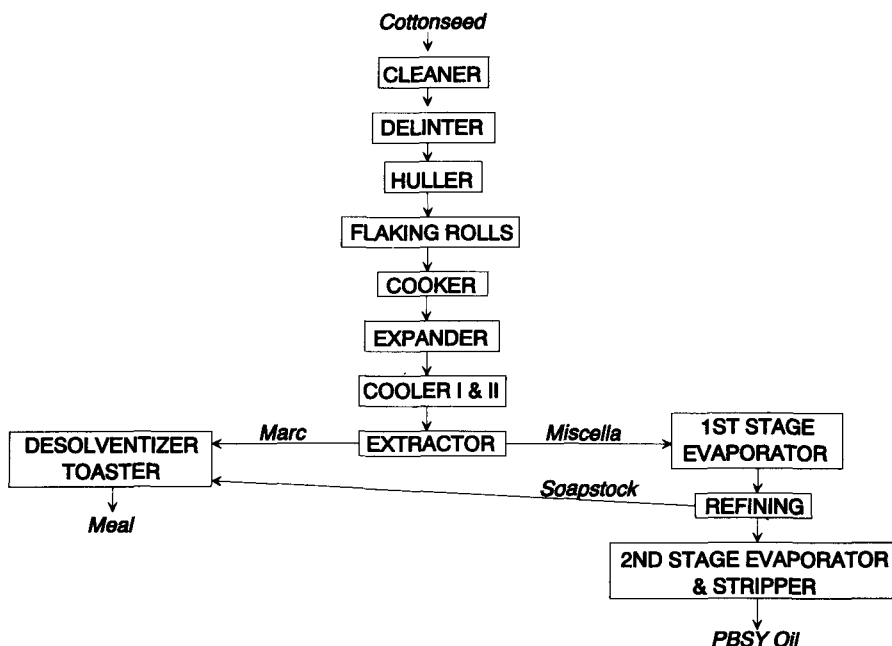 Cottonseed
CLEANER
DELINTER
HULLER
FLAKING ROLLS
COOKER
EXPANDER
COOLER I & II
EXTRACTOR
Marc
DESOLVENTIZER
TOASTER
Meal
Miscella
1ST STAGE
EVAPORATOR
Soapstock
REFINING
2ND STAGE EVAPORATOR
& STRIPPER
PBSY Oil